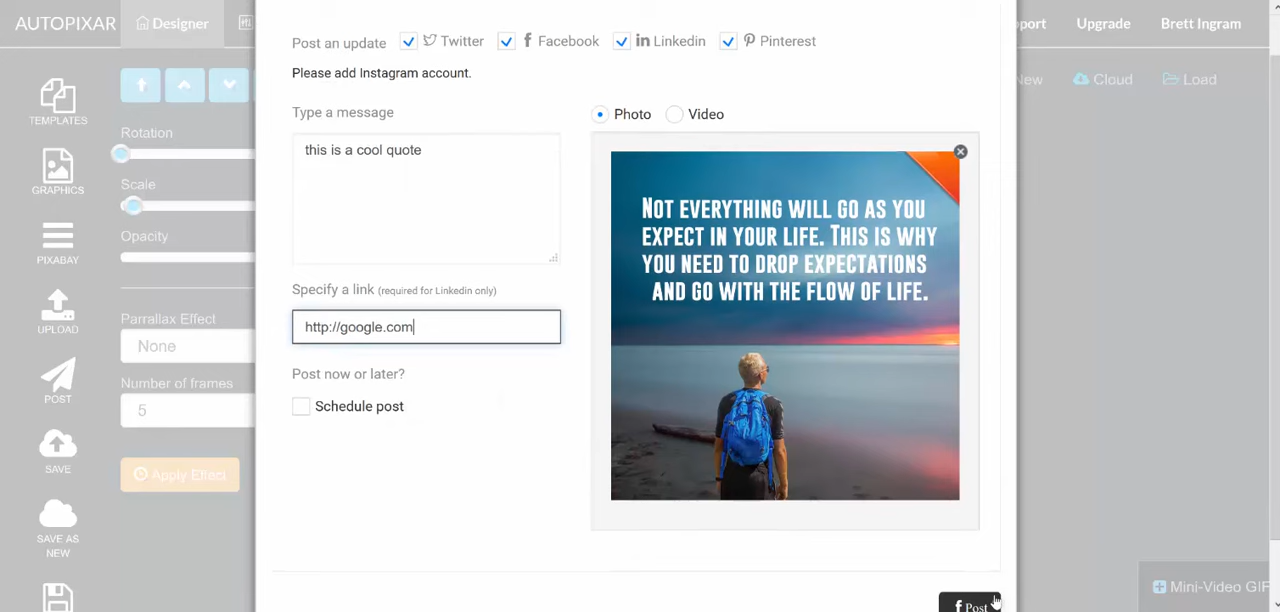 AUTOPIXAR Designer port Upgrade Brett Ingram
Post an update Twitter Facebook Linkedin Pinterest
Please add Instagram account.
Type a message
Photo Video
this is a cool quote
NOT EVERYTHING WILL GO AS YOU
EXPECT IN YOUR LIFE. THIS IS WHY
YOU NEED TO DROP EXPECTATIONS
AND GO WITH THE FLOW OF LIFE.
Specify a link (required for Linkedin only)
http://google.com
Post now or later?
Schedule post
Post
TEMPLATES
GRAPHICS
PIXABAY
UPLOAD
POST
SAVE
SAVE AS
NEW
Rotation
Scale
Opacity
Parrallax Effect
None
Number of frames
5
Apply Effect
New Cloud Load
Mini-Video GIF